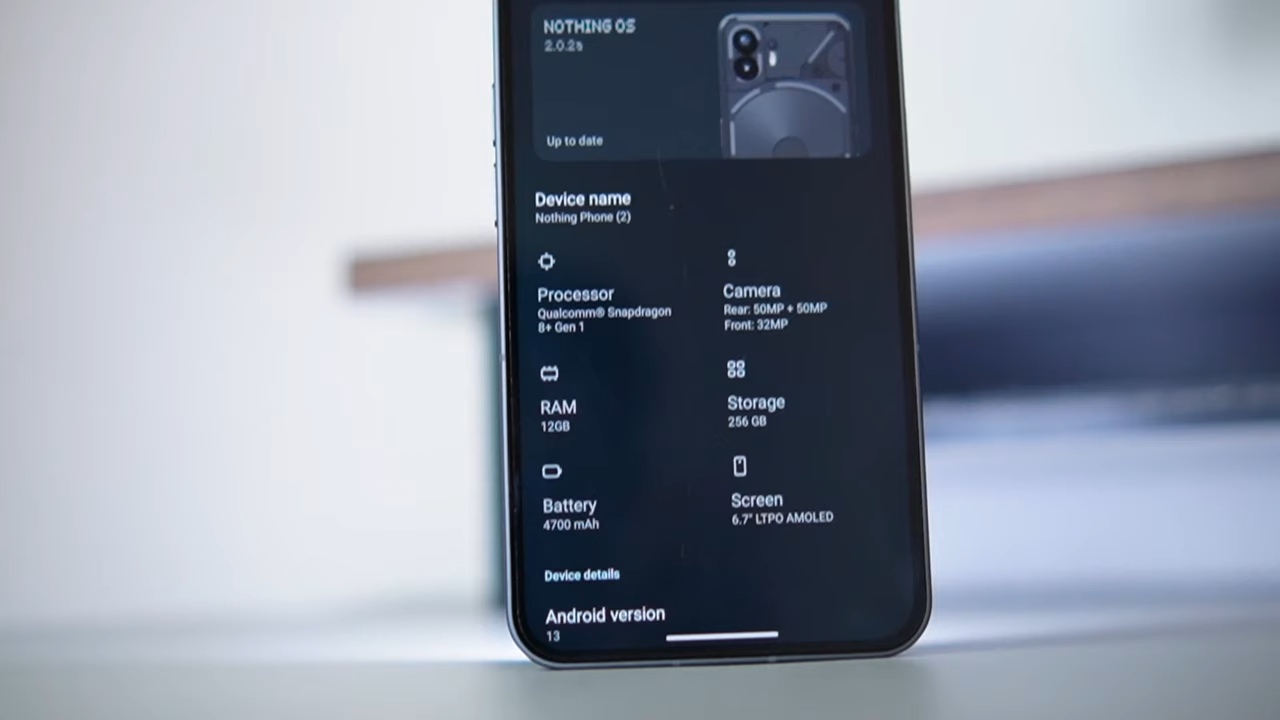 NOTHING OS
2.0.2a
Up to date
Device name
Nothing Phone (2)
Processor
Qualcomm® Snapdragon
8+ Gen 1
Camera
Rear: 50MP + 50MP
Front: 32MP
RAM
12GB
Storage
256 GB
Battery
4700 mAh
Screen
6.7" LTPO AMOLED
Device details
Android version
13